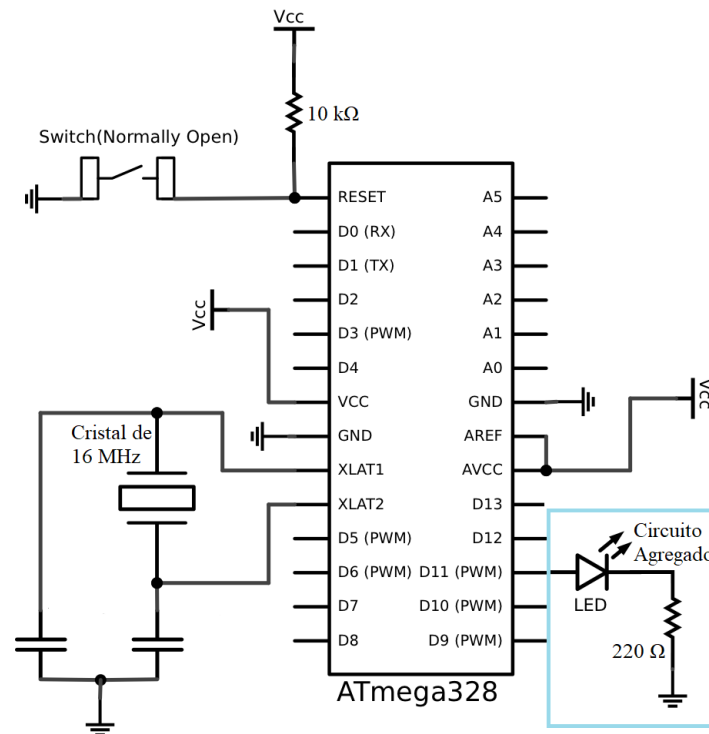 Vcc
10 kΩ
Switch(Normally Open)
RESET
D0 (RX)
D1 (TX)
D2
D3 (PWM)
D4
VCC
GND
XLAT1
XLAT2
D5 (PWM)
D6 (PWM)
D7
D8
A5
A4
A3
A2
A1
A0
GND
AREF
AVCC
D13
D12
D11 (PWM)
D10 (PWM)
D9 (PWM)
Vcc
Vcc
Cristal de
16 MHz
Circuito
Agregado
LED
220 Ω
ATmega328